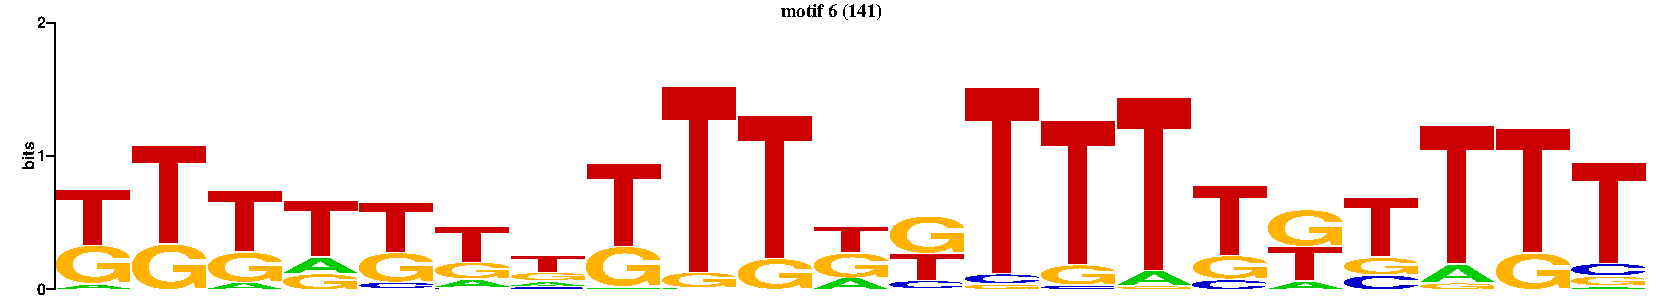 motif 6 (141)
2
bits
1
0
T T T T T T T T T T T G T T T T G T T T T
G G G A G G G G G G G T C G A G T G A G C
A A G C A A A C G C G C A C G G